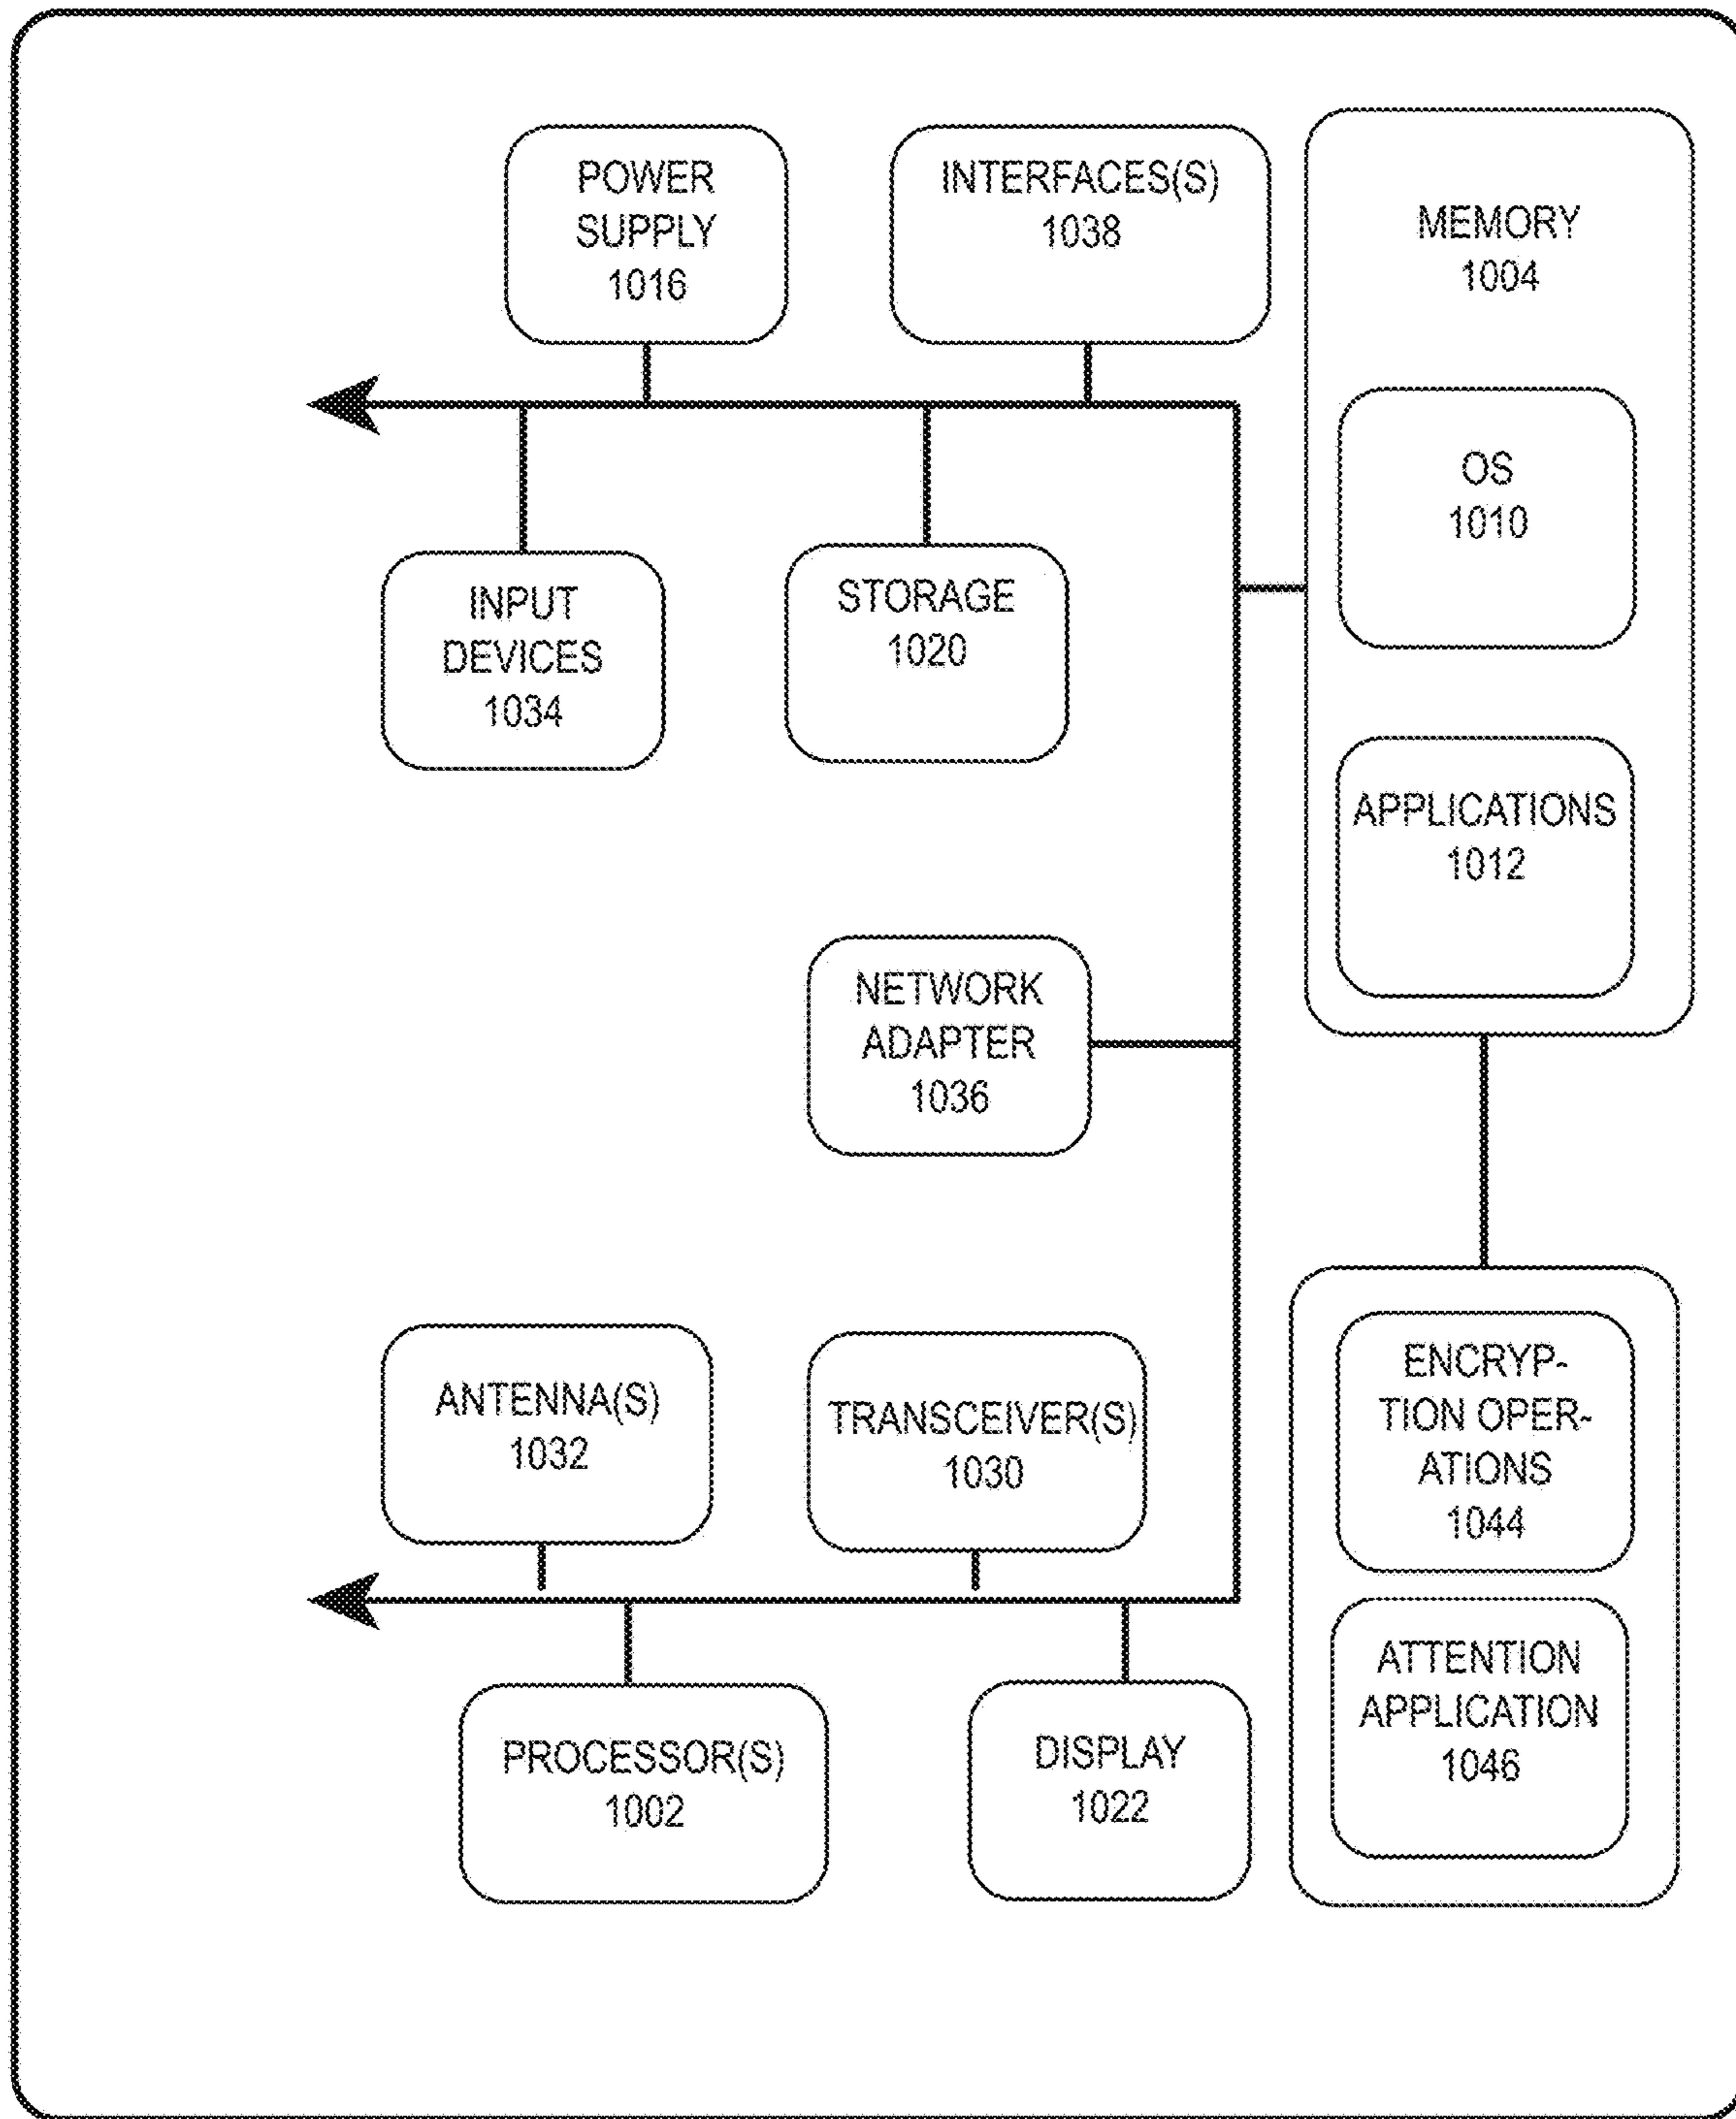 POWER
SUPPLY
1016
INTERFACES(S)
1038
MEMORY
1004
OS
1010
APPLICATIONS
1012
INPUT
DEVICES
1034
STORAGE
1020
NETWORK
ADAPTER
1036
ANTENNA(S)
1032
TRANSCEIVER(S)
1030
ENCRYP-
TION OPER-
ATIONS
1044
ATTENTION
APPLICATION
1046
PROCESSOR(S)
1002
DISPLAY
1022